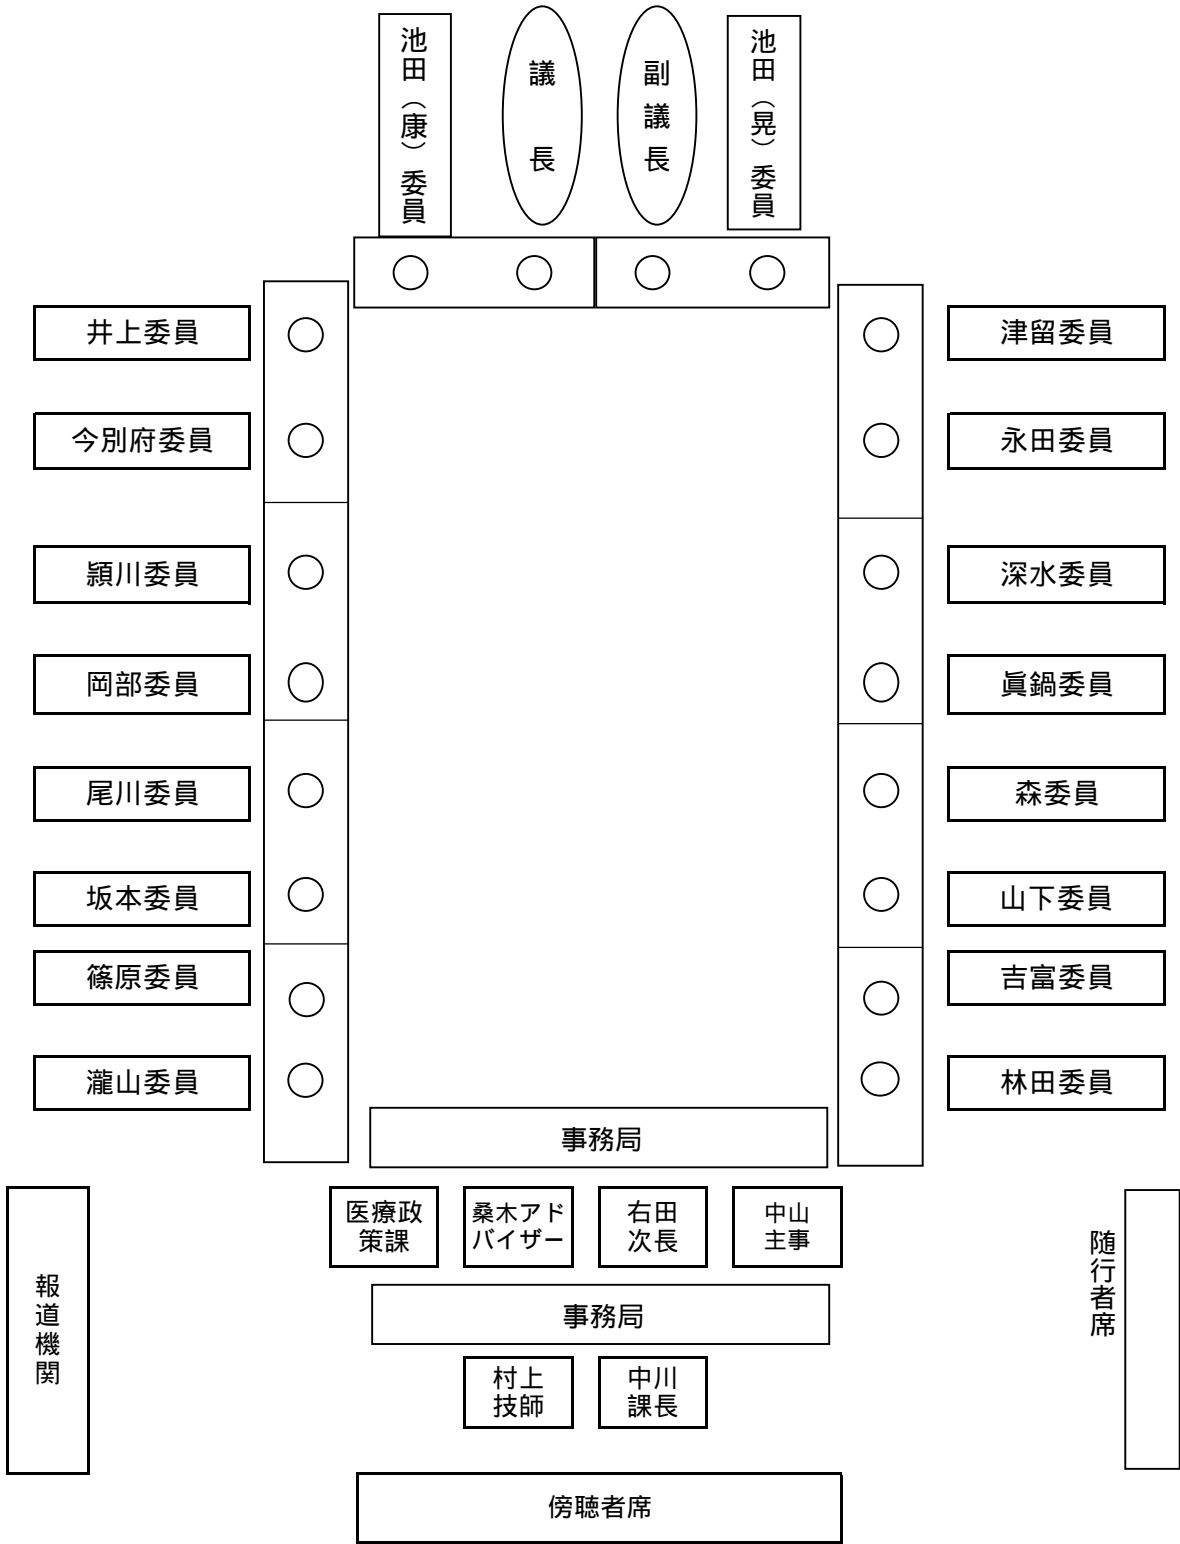 池田（康）委員
議長
副議長
池田（晃）委員
井上委員
津留委員
今別府委員
永田委員
頴川委員
深水委員
岡部委員
眞鍋委員
尾川委員
森委員
坂本委員
山下委員
篠原委員
吉富委員
瀧山委員
林田委員
事務局
医療政
策課
桑木アド
バイザー
右田
次長
中山
主事
報道機関
随行者席
事務局
村上
技師
中川
課長
傍聴者席